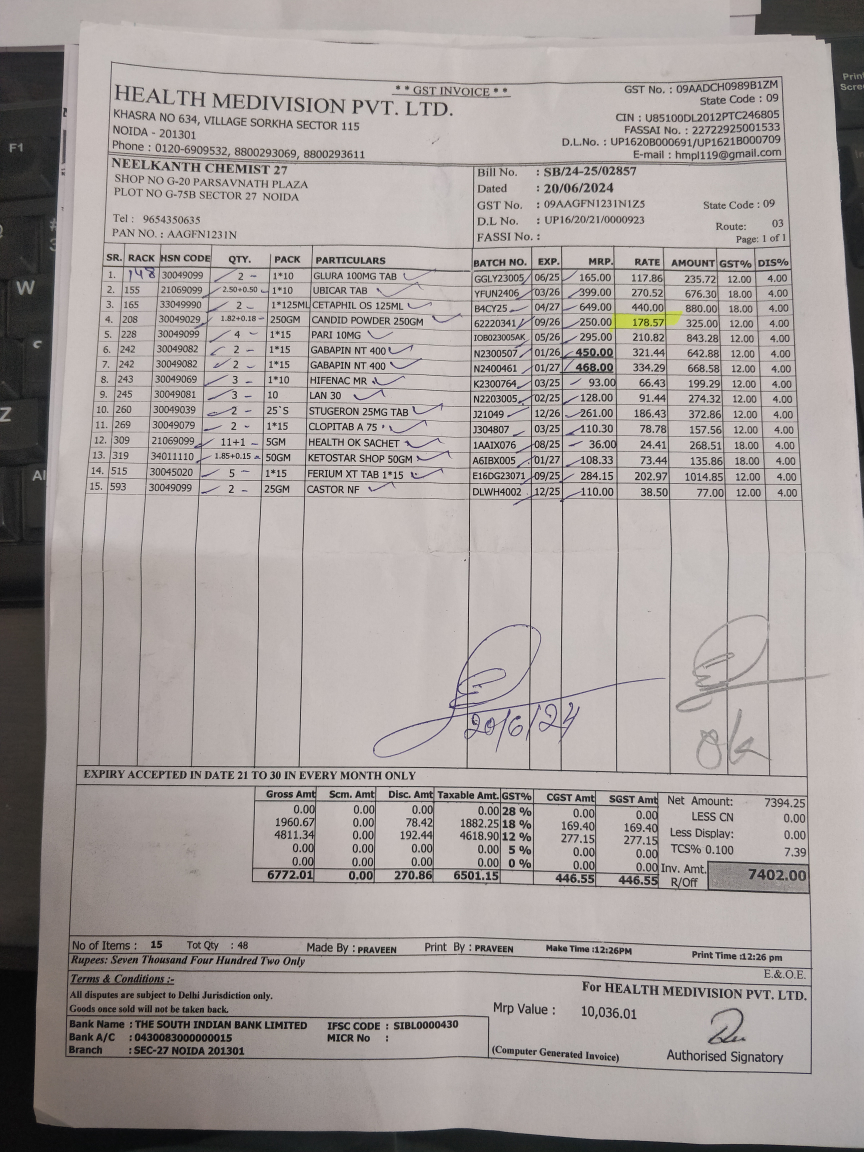 * * GST INVOICE * *
HEALTH MEDIVISION PVT. LTD.
KHASRA NO 634, VILLAGE SORKHA SECTOR 115
NOIDA - 201301
Phone : 0120-6909532, 8800293069, 8800293611
GST No. : 09AADCH0989B1ZM
State Code : 09
CIN : U85100DL2012PTC246805
FASSAI No. : 22722925001533
D.L.No. : UP1620B000691/UP1621B000709
E-mail : hmpl119@gmail.com
NEELKANTH CHEMIST 27
SHOP NO G-20 PARSAVNATH PLAZA
PLOT NO G-75B SECTOR 27 NOIDA
Tel : 9654350635
PAN NO. : AAGFN1231N
Bill No. : SB/24-25/02857
Dated : 20/06/2024
GST No. : 09AAGFN1231N1Z5 State Code : 09
D.L No. : UP16/20/21/0000923
Route: 03
FASSI No. : Page: 1 of 1
SR. RACK HSN CODE QTY. PACK PARTICULARS BATCH NO. EXP. MRP. RATE AMOUNT GST% DIS%
1. 148 30049099 2 1*10 GLURA 100MG TAB GGLY23005 06/25 165.00 117.86 235.72 12.00 4.00
2. 155 21069099 2.50+0.50 1*10 UBICAR TAB YFUN2406 03/26 399.00 270.52 676.30 18.00 4.00
3. 165 33049990 2 1*125ML CETAPHIL OS 125ML B4CY25 04/27 649.00 440.00 880.00 18.00 4.00
4. 208 30049029 1.82+0.18 250GM CANDID POWDER 250GM 62220341 09/26 250.00 178.57 325.00 12.00 4.00
5. 228 30049099 4 1*15 PARI 10MG IOB023005AK 05/26 295.00 210.82 843.28 12.00 4.00
6. 242 30049082 2 1*15 GABAPIN NT 400 N2300507 01/26 450.00 321.44 642.88 12.00 4.00
7. 242 30049082 2 1*15 GABAPIN NT 400 N2400461 01/27 468.00 334.29 668.58 12.00 4.00
8. 243 30049069 3 1*10 HIFENAC MR K2300764 03/25 93.00 66.43 199.29 12.00 4.00
9. 245 30049081 3 10 LAN 30 N2203005 02/25 128.00 91.44 274.32 12.00 4.00
10. 260 30049039 2 25`S STUGERON 25MG TAB J21049 12/26 261.00 186.43 372.86 12.00 4.00
11. 269 30049079 2 1*15 CLOPITAB A 75 J304807 03/25 110.30 78.78 157.56 12.00 4.00
12. 309 21069099 11+1 5GM HEALTH OK SACHET 1AAIX076 08/25 36.00 24.41 268.51 18.00 4.00
13. 319 34011110 1.85+0.15 50GM KETOSTAR SHOP 50GM A6IBX005 01/27 108.33 73.44 135.86 18.00 4.00
14. 515 30045020 5 1*15 FERIUM XT TAB 1*15 E16DG23071 09/25 284.15 202.97 1014.85 12.00 4.00
15. 593 30049099 2 25GM CASTOR NF DLWH4002 12/25 110.00 38.50 77.00 12.00 4.00
20/6/24
ok
EXPIRY ACCEPTED IN DATE 21 TO 30 IN EVERY MONTH ONLY
Gross Amt Scm. Amt Disc. Amt Taxable Amt. GST% CGST Amt SGST Amt
0.00 0.00 0.00 0.00 28 % 0.00 0.00
1960.67 0.00 78.42 1882.25 18 % 169.40 169.40
4811.34 0.00 192.44 4618.90 12 % 277.15 277.15
0.00 0.00 0.00 0.00 5 % 0.00 0.00
0.00 0.00 0.00 0.00 0 % 0.00 0.00
6772.01 0.00 270.86 6501.15 446.55 446.55
Net Amount: 7394.25
LESS CN 0.00
Less Display: 0.00
TCS% 0.100 7.39
Inv. Amt. 7402.00
R/Off
No of Items : 15 Tot Qty : 48 Made By : PRAVEEN Print By : PRAVEEN Make Time :12:26PM Print Time :12:26 pm
Rupees: Seven Thousand Four Hundred Two Only
E.&.O.E.
Terms & Conditions :-
All disputes are subject to Delhi Jurisdiction only.
Goods once sold will not be taken back.
For HEALTH MEDIVISION PVT. LTD.
Mrp Value : 10,036.01
Bank Name : THE SOUTH INDIAN BANK LIMITED IFSC CODE : SIBL0000430
Bank A/C : 0430083000000015 MICR No :
Branch : SEC-27 NOIDA 201301
(Computer Generated Invoice)
Authorised Signatory